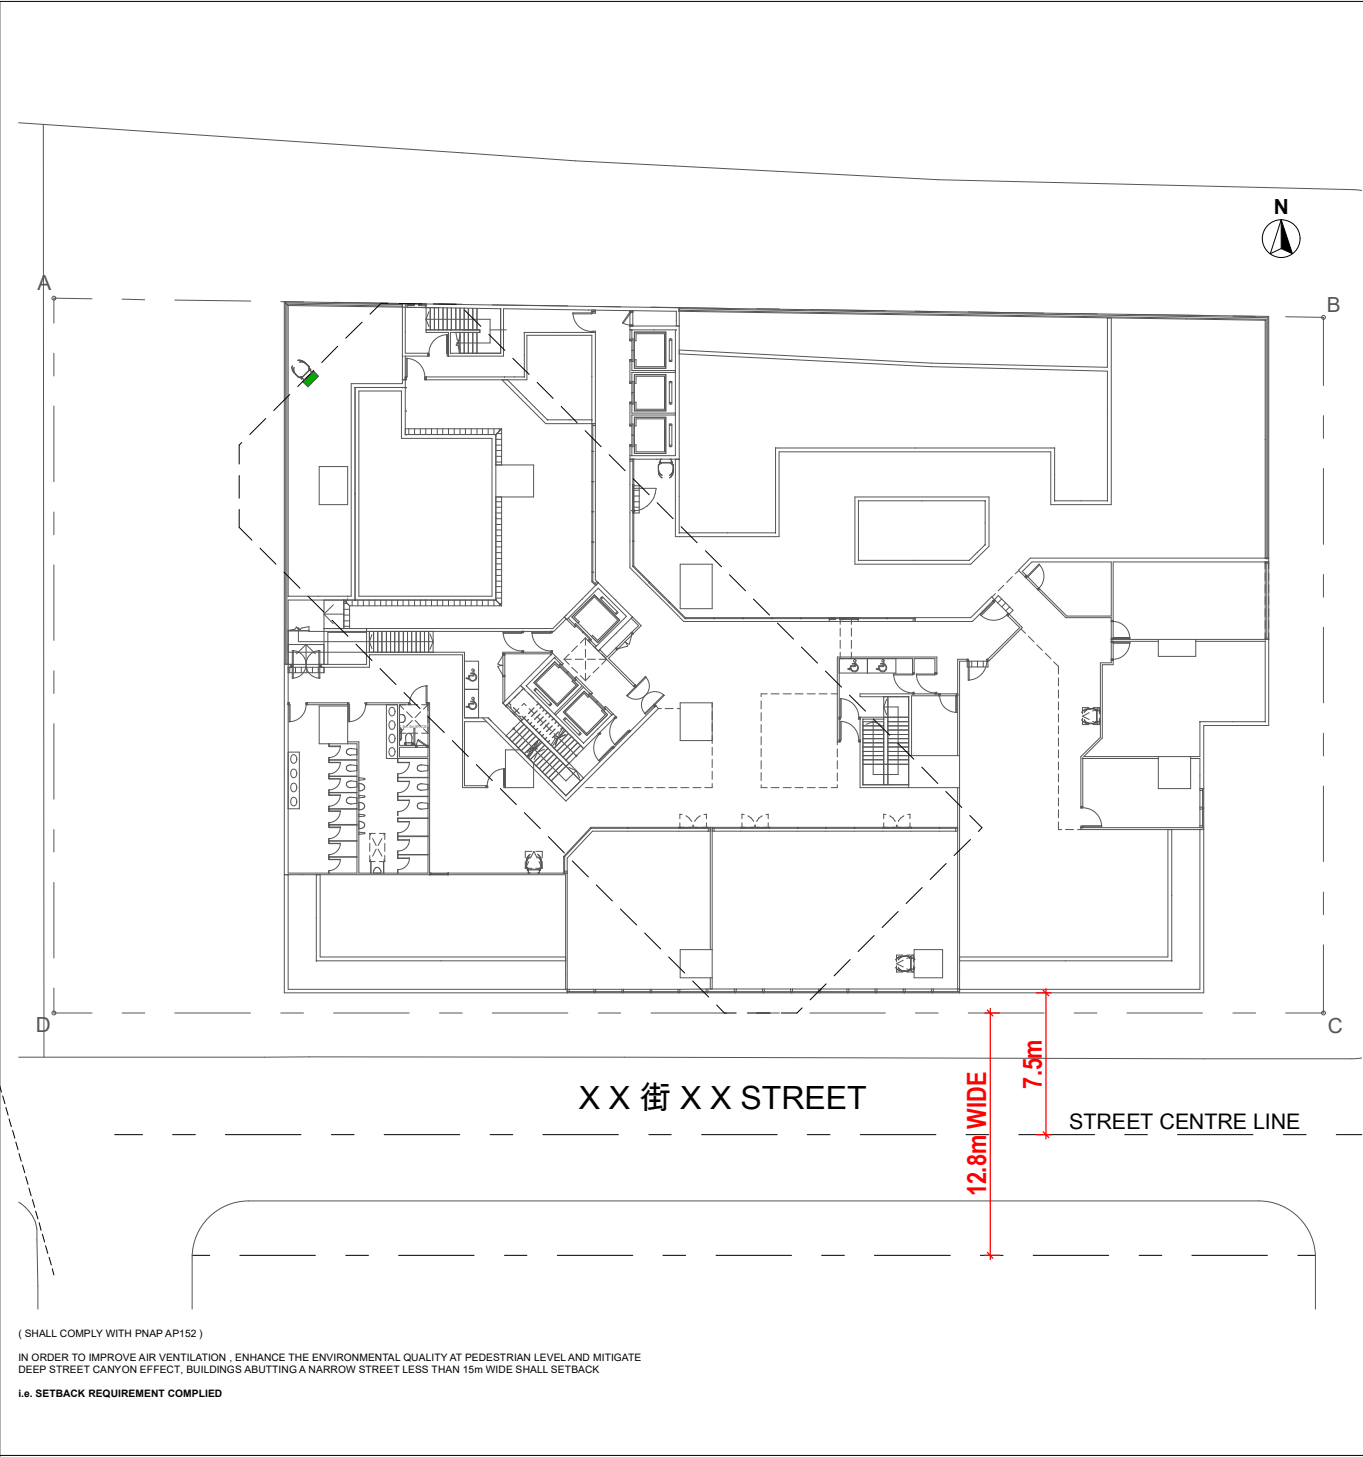 N
A
B
D
C
7.5m
12.8m WIDE
X X 街 X X STREET
STREET CENTRE LINE
( SHALL COMPLY WITH PNAP AP152 )
IN ORDER TO IMPROVE AIR VENTILATION , ENHANCE THE ENVIRONMENTAL QUALITY AT PEDESTRIAN LEVEL AND MITIGATE
DEEP STREET CANYON EFFECT, BUILDINGS ABUTTING A NARROW STREET LESS THAN 15m WIDE SHALL SETBACK
i.e. SETBACK REQUIREMENT COMPLIED